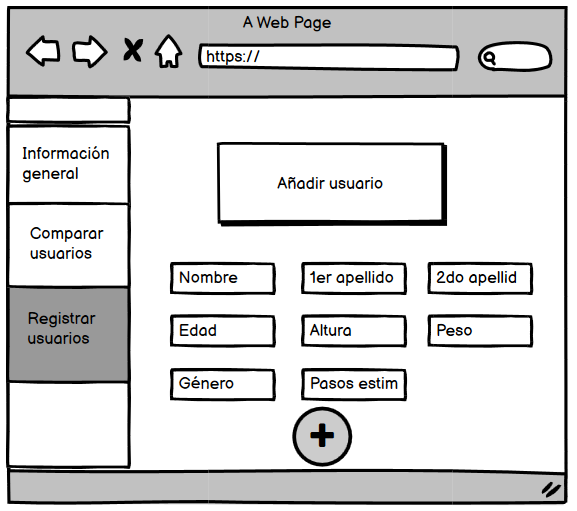 A Web Page
https://
Información
general
Comparar
usuarios
Registrar
usuarios
Añadir usuario
Nombre
1er apellido
2do apellid
Edad
Altura
Peso
Género
Pasos estim